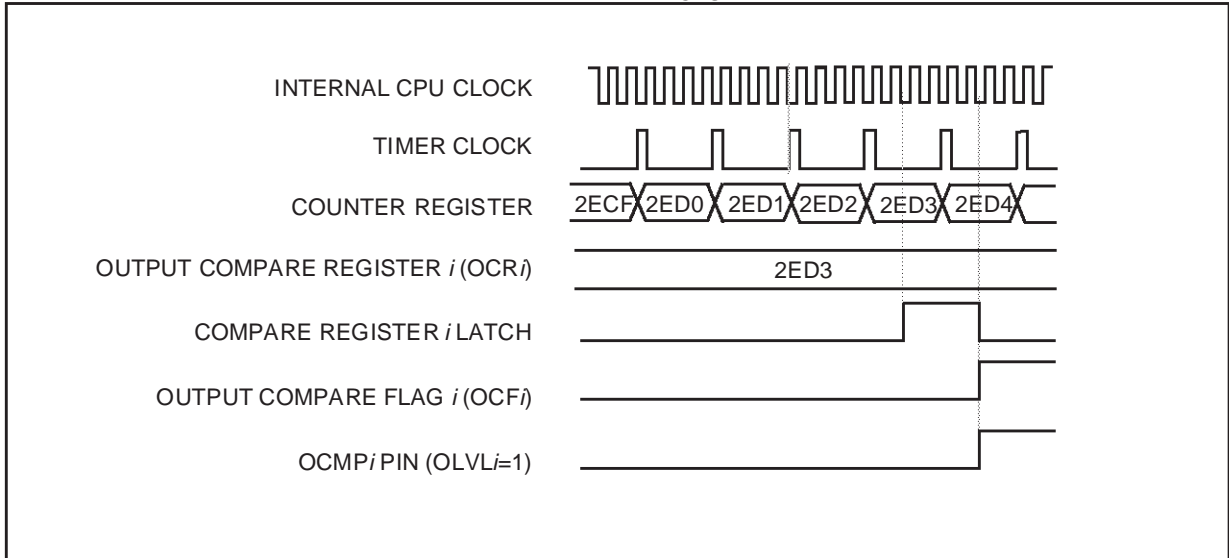 INTERNAL CPU CLOCK
TIMER CLOCK
COUNTER REGISTER 2ECF 2ED0 2ED1 2ED2 2ED3 2ED4
OUTPUT COMPARE REGISTER i (OCRi) 2ED3
COMPARE REGISTER i LATCH
OUTPUT COMPARE FLAG i (OCFi)
OCMPi PIN (OLVLi=1)